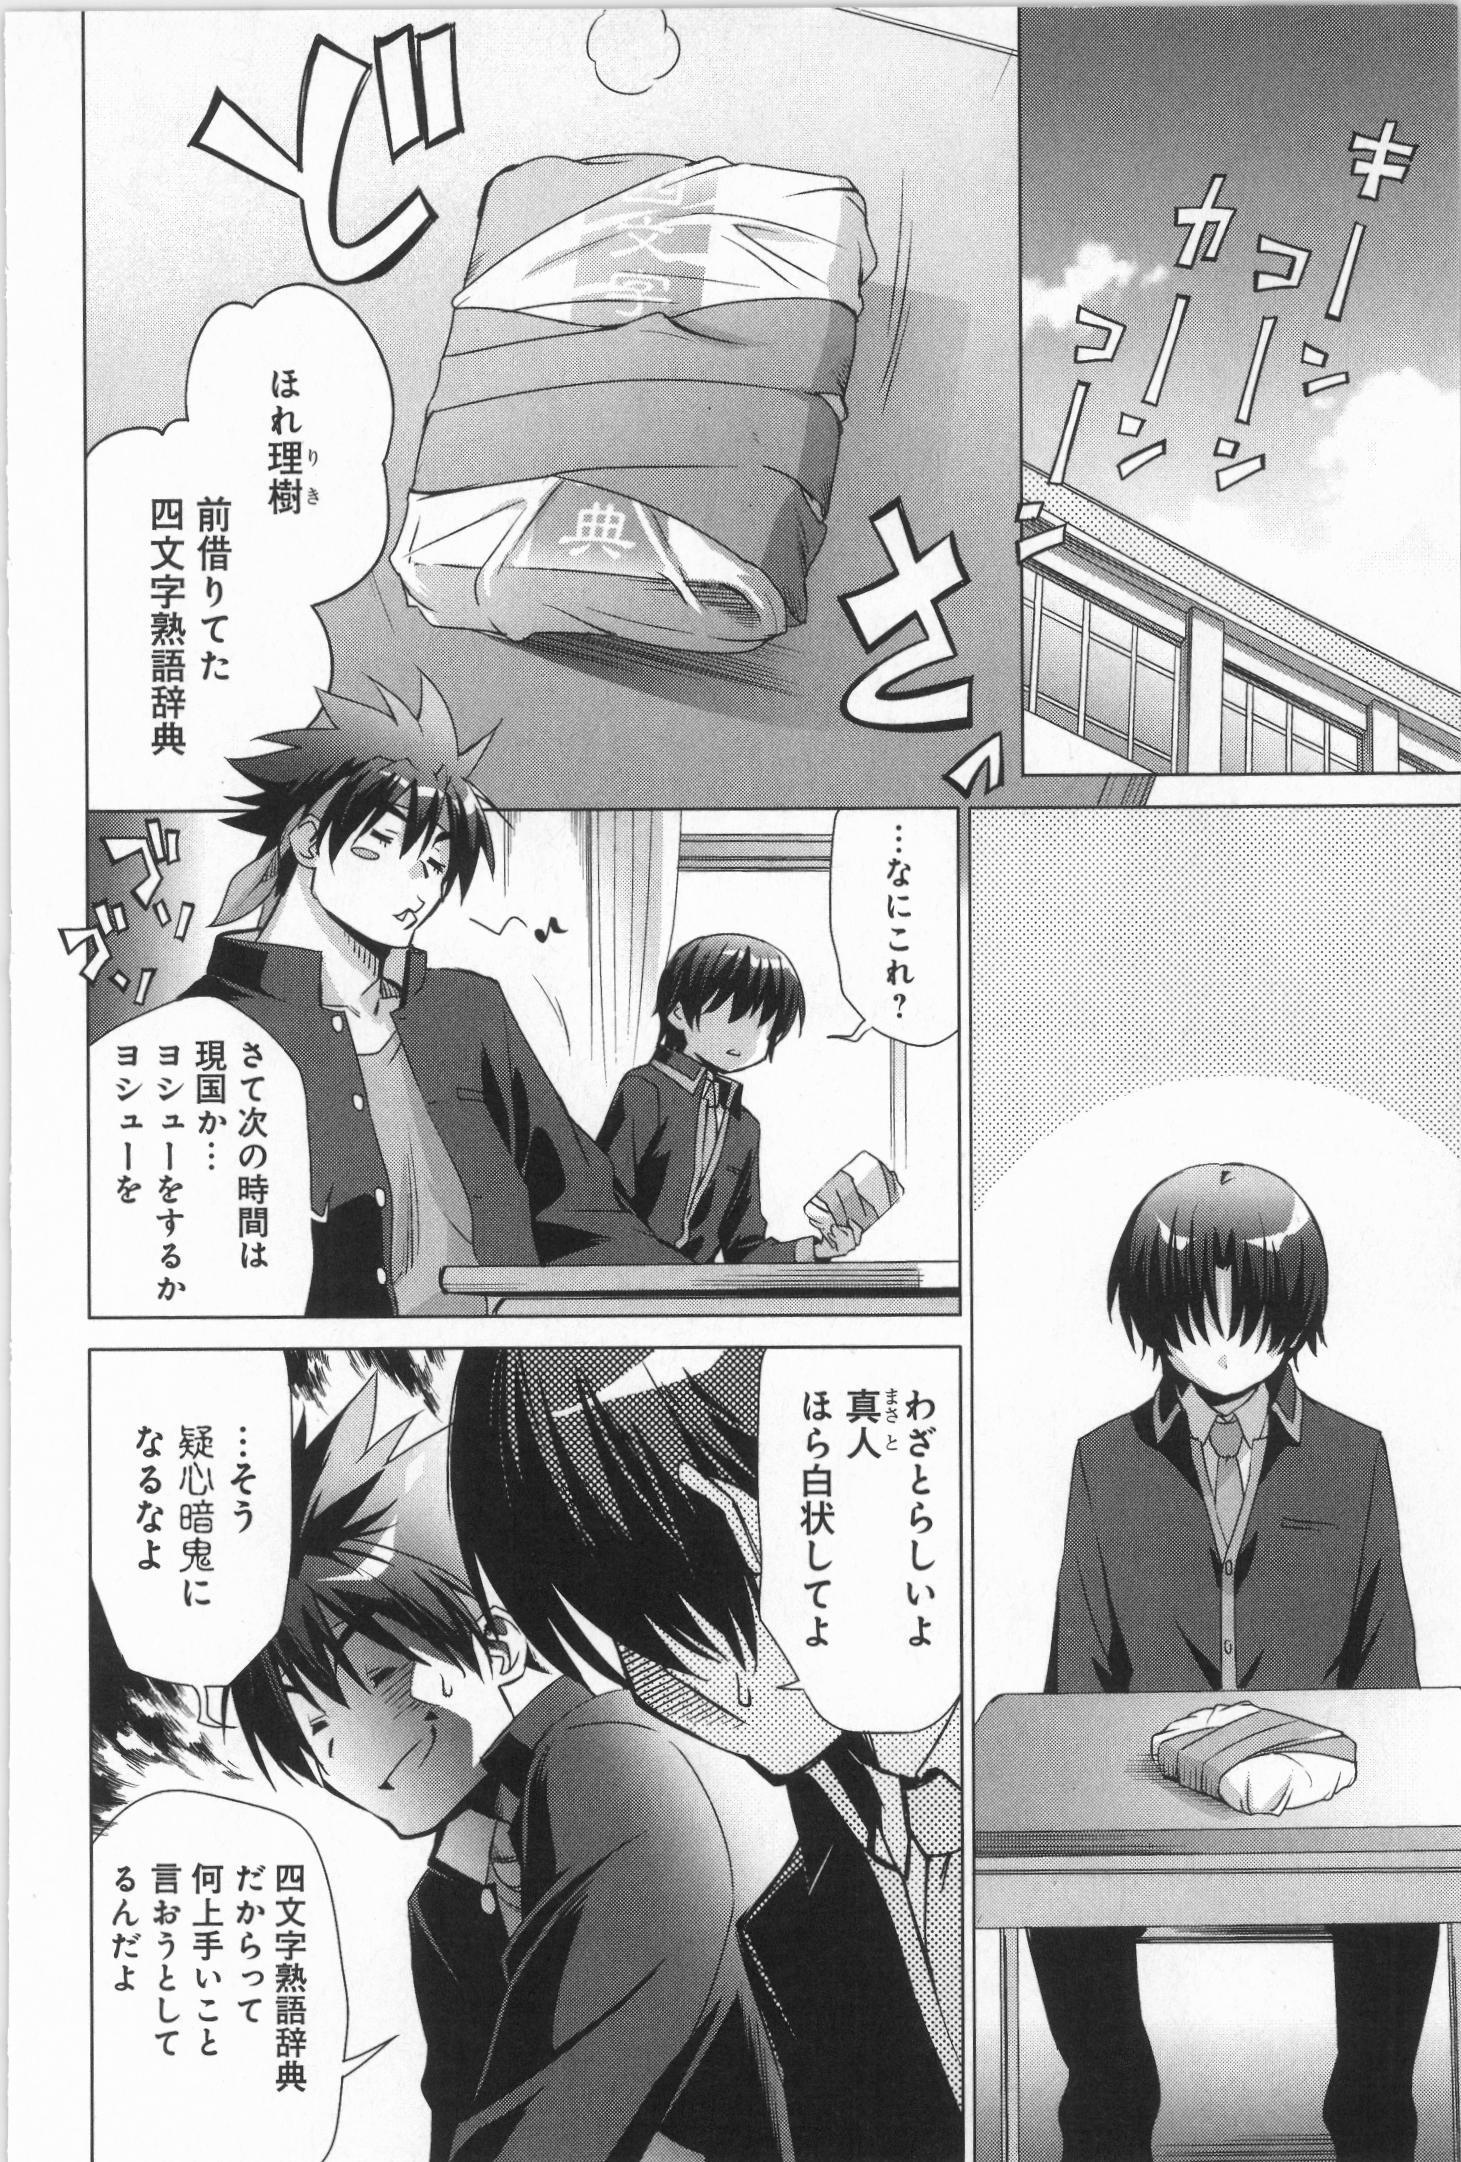 キーンコーンカーンコーン
どさっ
四文字
典
ほれ理樹
りき
前借りてた
四文字熟語辞典
…なにこれ?
さて次の時間は
現国か…
ヨシューをするか
ヨシューを
わざとらしいよ
真人
まさと
ほら白状してよ
…そう
疑心暗鬼に
なるなよ
四文字熟語辞典
だからって
何上手いこと
言おうとして
るんだよ